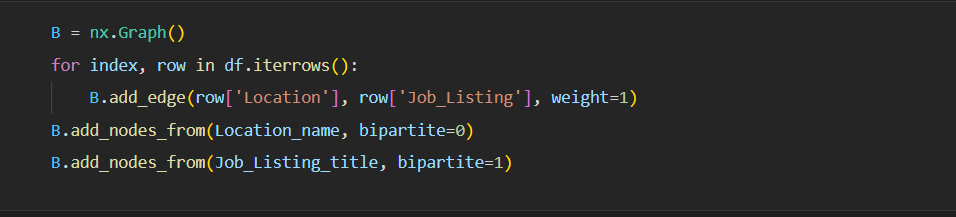 B = nx.Graph()
for index, row in df.iterrows():
    B.add_edge(row['Location'], row['Job_Listing'], weight=1)
B.add_nodes_from(Location_name, bipartite=0)
B.add_nodes_from(Job_Listing_title, bipartite=1)